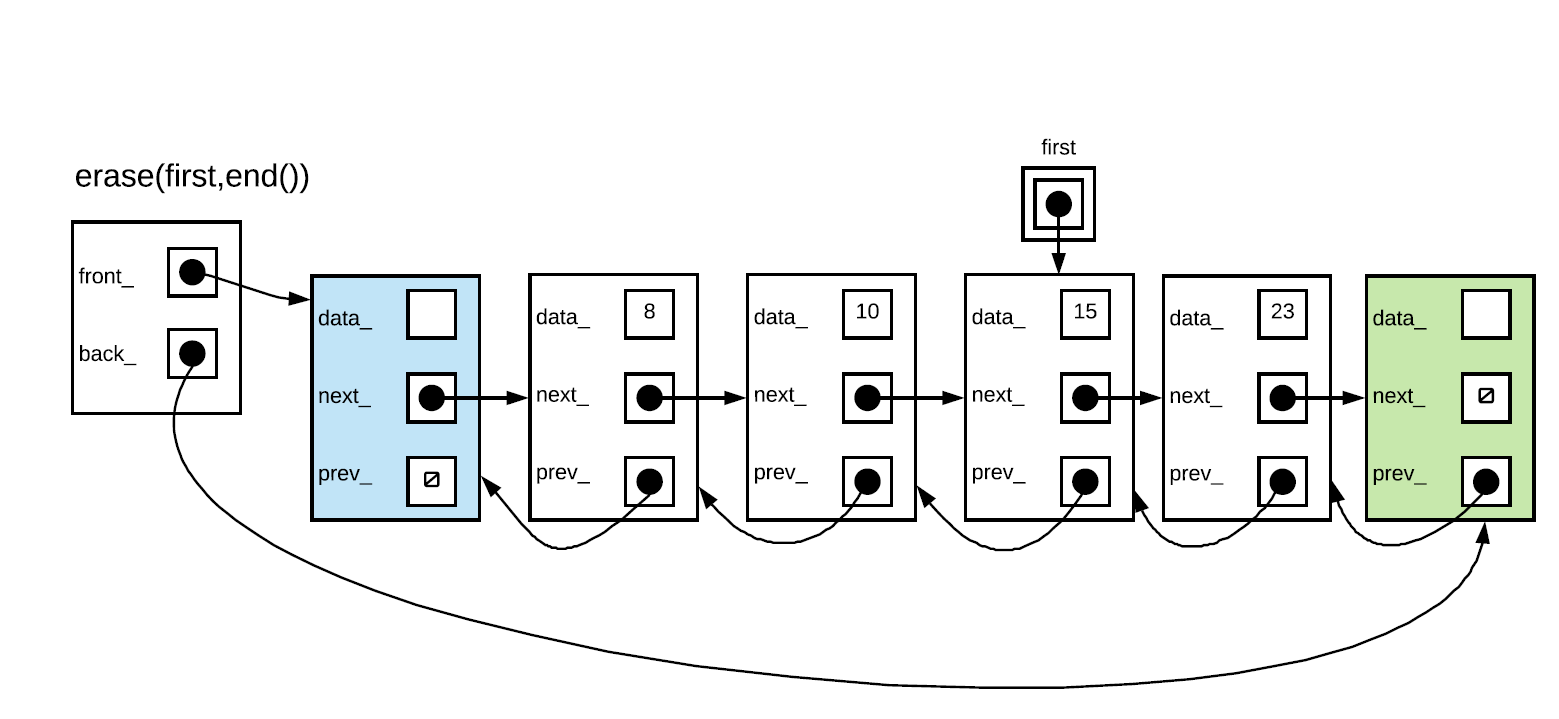 first
erase(first,end())
front_
back_
data_
next_
prev_
data_ 8
next_
prev_
data_ 10
next_
prev_
data_ 15
next_
prev_
data_ 23
next_
prev_
data_
next_
prev_